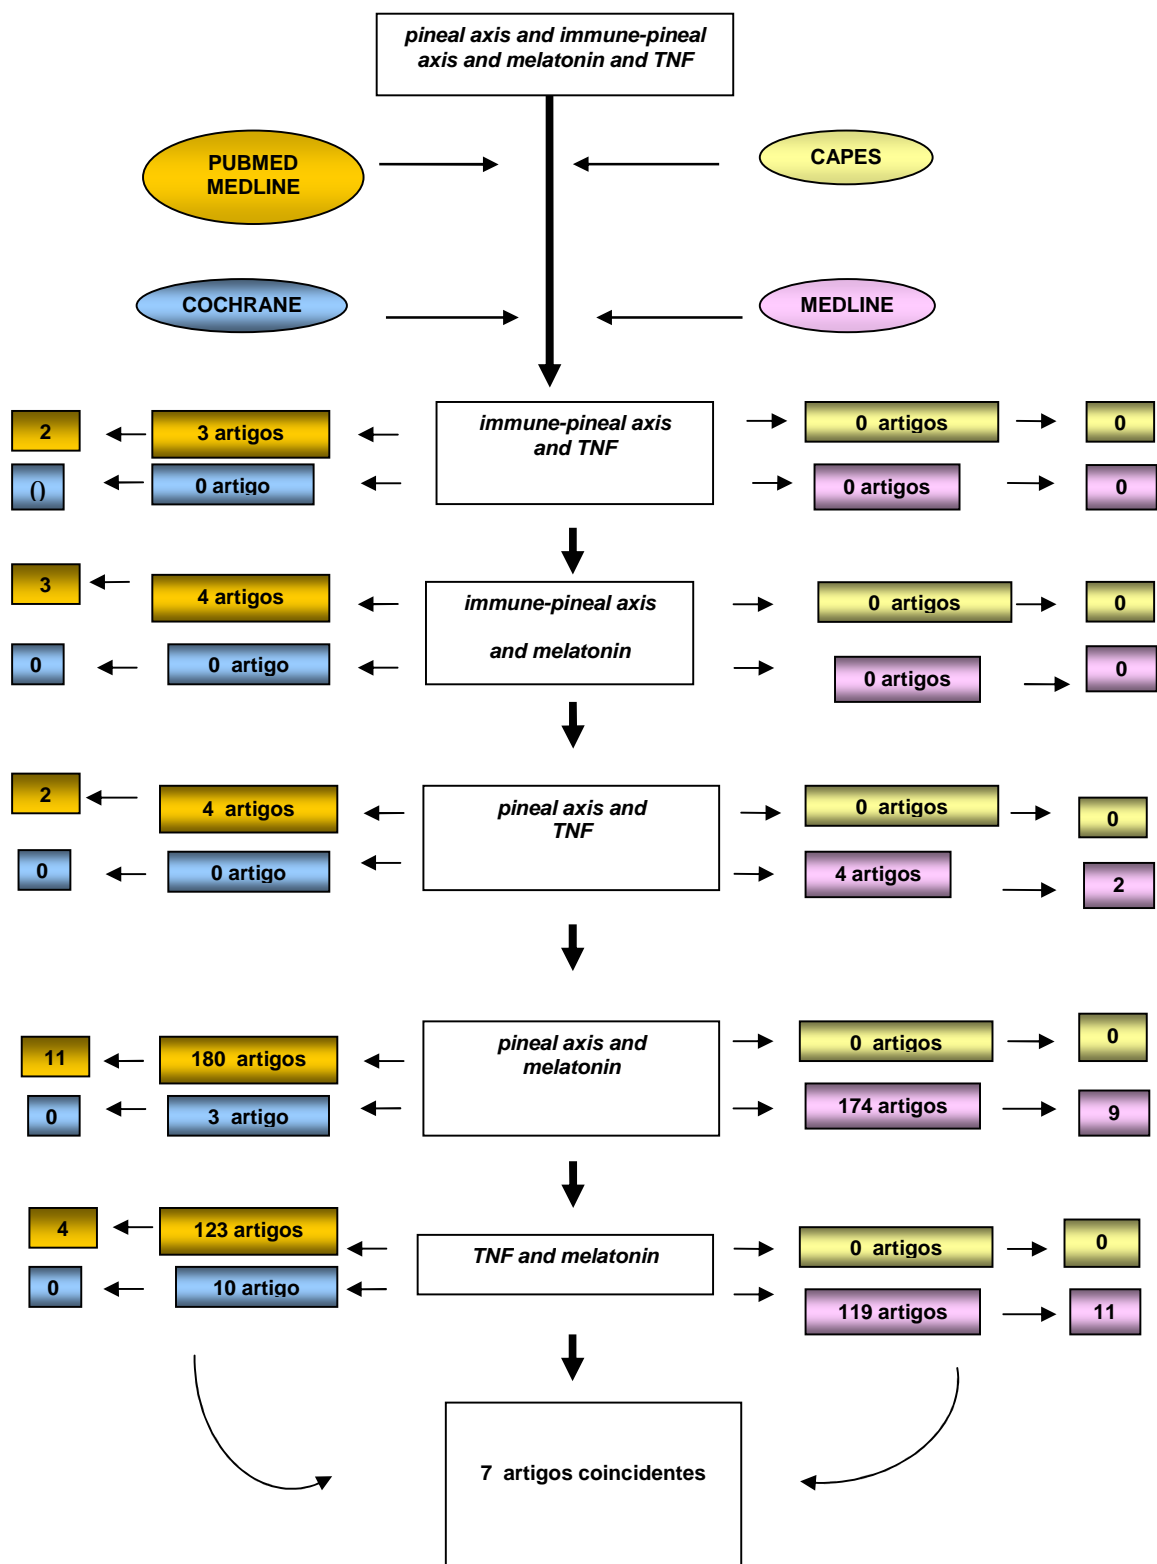 pineal axis and immune-pineal
axis and melatonin and TNF
PUBMED
MEDLINE
CAPES
COCHRANE
MEDLINE
2
3 artigos
immune-pineal axis
and TNF
0 artigos
0
()
0 artigo
0 artigos
0
3
4 artigos
immune-pineal axis
and melatonin
0 artigos
0
0
0 artigo
0 artigos
0
2
4 artigos
pineal axis and
TNF
0 artigos
0
0
0 artigo
4 artigos
2
11
180 artigos
pineal axis and
melatonin
0 artigos
0
0
3 artigo
174 artigos
9
4
123 artigos
TNF and melatonin
0 artigos
0
0
10 artigo
119 artigos
11
7 artigos coincidentes